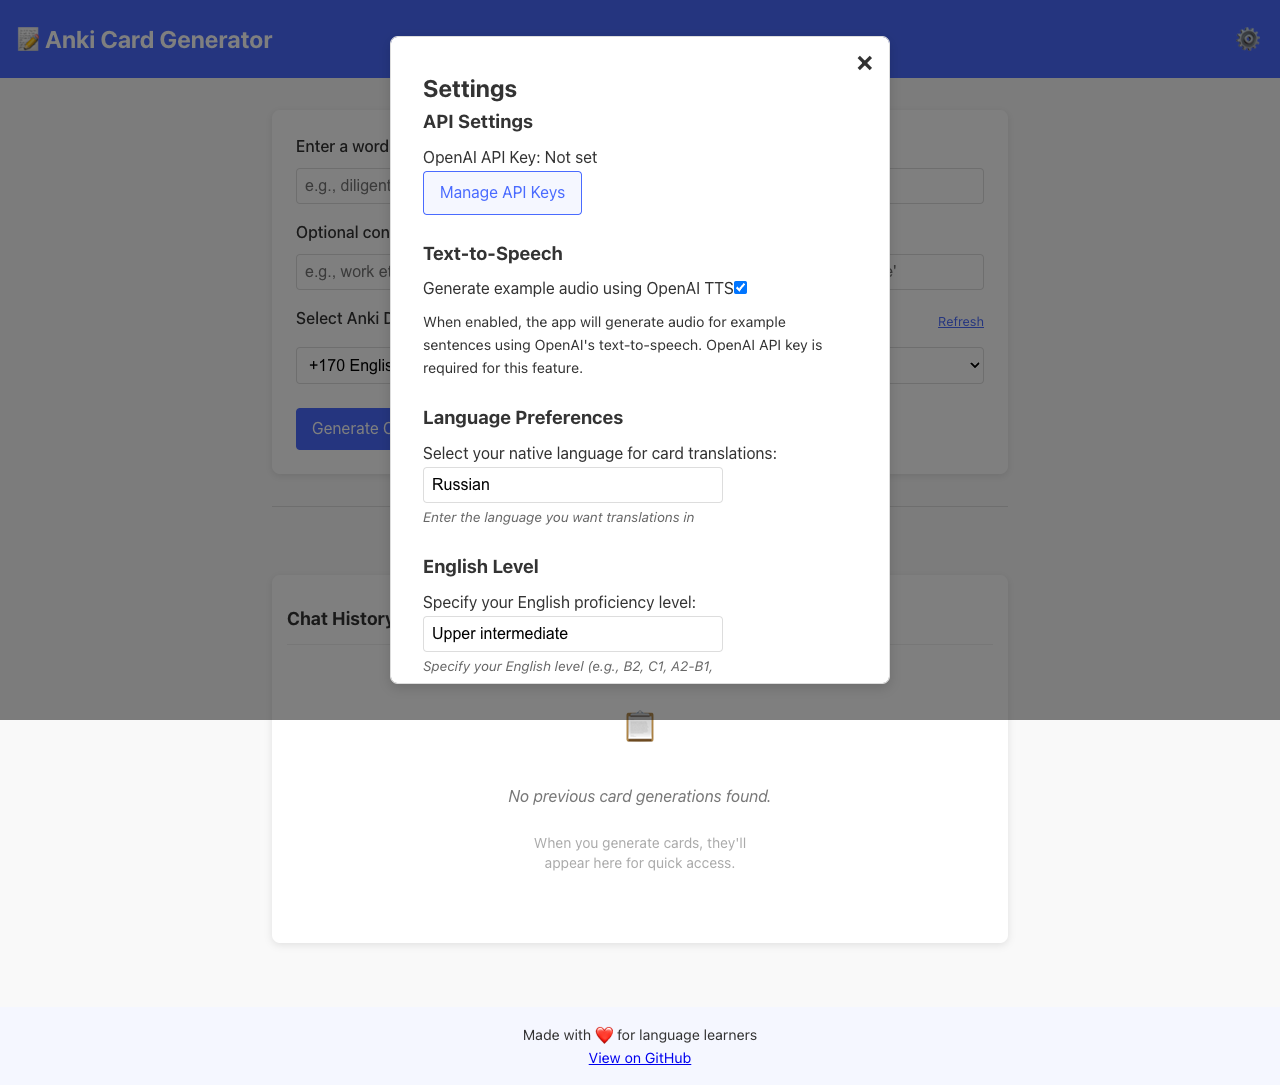 Anki Card Generator
Settings
API Settings
OpenAI API Key: Not set
Manage API Keys
Text-to-Speech
Generate example audio using OpenAI TTS
When enabled, the app will generate audio for example
sentences using OpenAI's text-to-speech. OpenAI API key is
required for this feature.
Language Preferences
Select your native language for card translations:
Russian
Enter the language you want translations in
English Level
Specify your English proficiency level:
Upper intermediate
Specify your English level (e.g., B2, C1, A2-B1,
Enter a word
e.g., diligent
Optional con
e.g., work et
Select Anki D
Refresh
+170 Englis
Generate C
Chat History
No previous card generations found.
When you generate cards, they'll
appear here for quick access.
Made with ❤️ for language learners
View on GitHub